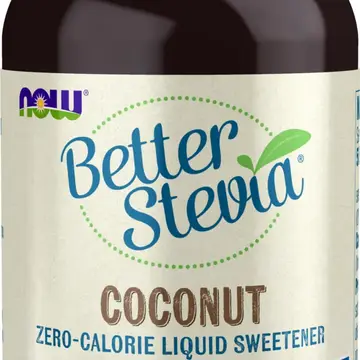 NOW®
Better
Stevia®
COCONUT
ZERO-CALORIE LIQUID SWEETENER